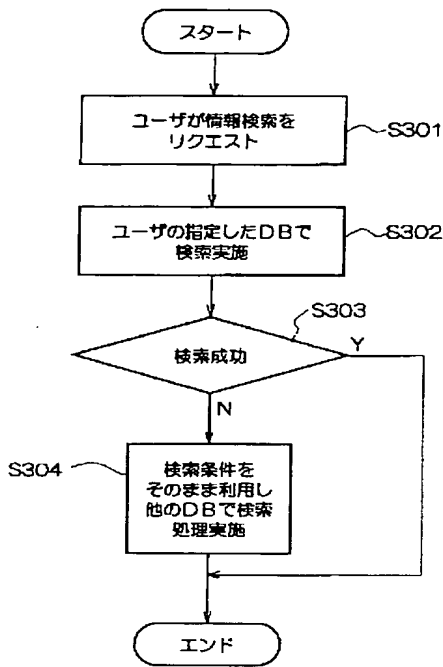 スタート
ユーザが情報検索を
リクエスト
S301
ユーザの指定したDBで
検索実施
S302
S303
検索成功
Y
N
S304
検索条件を
そのまま利用し
他のDBで検索
処理実施
エンド